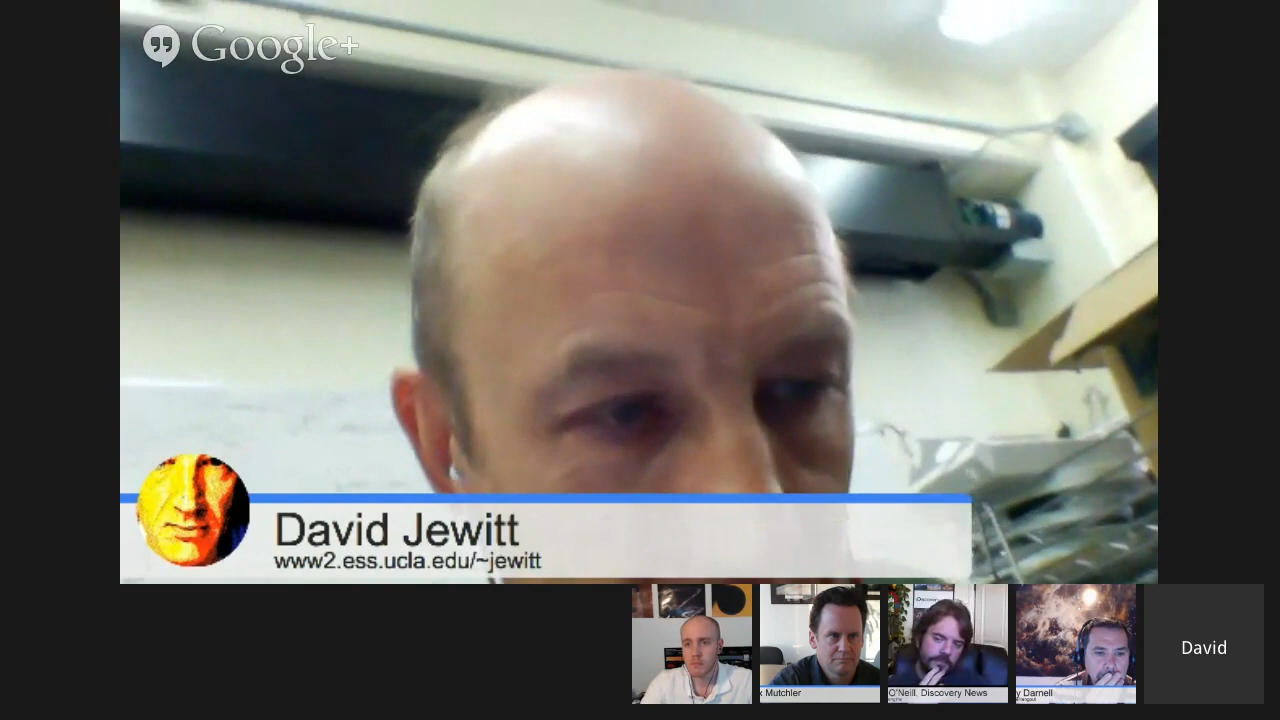 Google+
David Jewitt
www2.ess.ucla.edu/~jewitt
x Mutchler
O'Neill, Discovery News
y Darnell
David